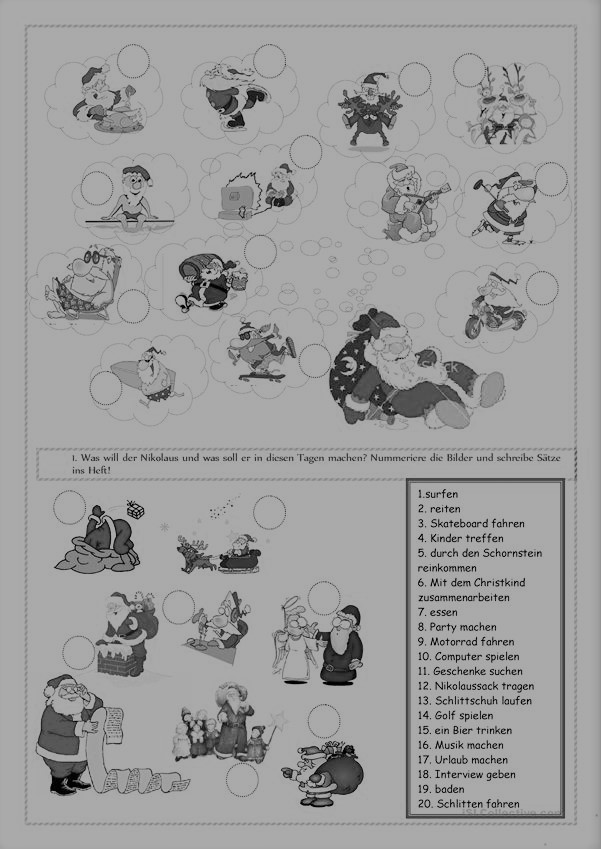 1. Was will der Nikolaus und was soll er in diesen Tagen machen? Nummeriere die Bilder und schreibe Sätze
ins Heft!
1.surfen
2. reiten
3. Skateboard fahren
4. Kinder treffen
5. durch den Schornstein
reinkommen
6. Mit dem Christkind
zusammenarbeiten
7. essen
8. Party machen
9. Motorrad fahren
10. Computer spielen
11. Geschenke suchen
12. Nikolaussack tragen
13. Schlittschuh laufen
14. Golf spielen
15. ein Bier trinken
16. Musik machen
17. Urlaub machen
18. Interview geben
19. baden
20. Schlitten fahren
iSLCollective.com